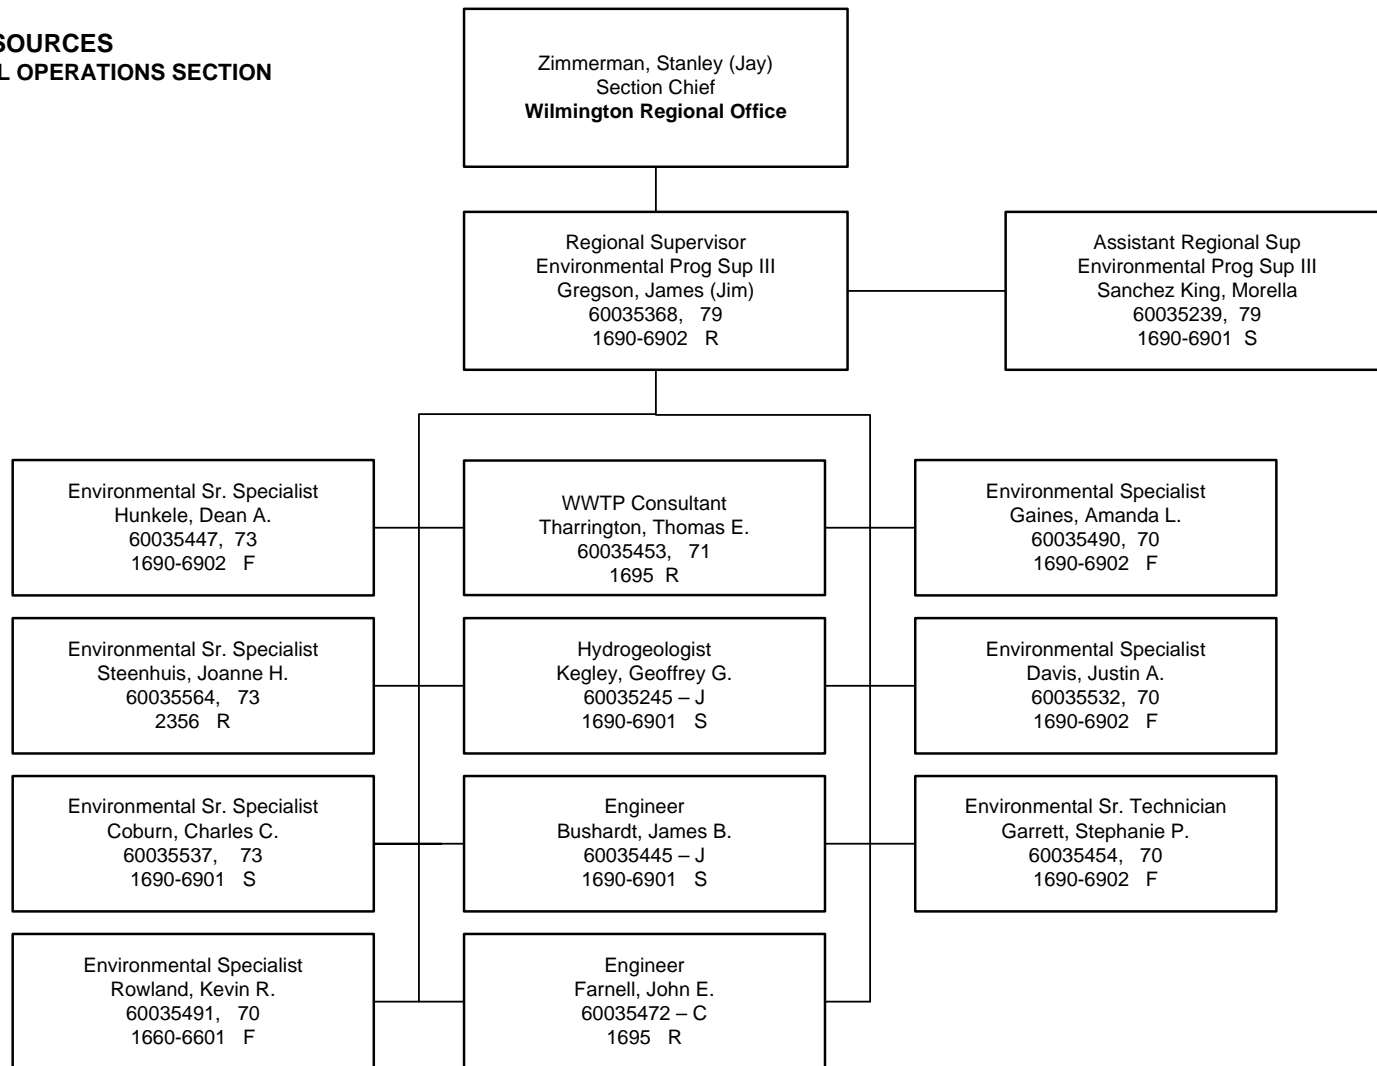 SOURCES
L OPERATIONS SECTION
Zimmerman, Stanley (Jay)
Section Chief
Wilmington Regional Office
Regional Supervisor
Environmental Prog Sup III
Gregson, James (Jim)
60035368, 79
1690-6902 R
Assistant Regional Sup
Environmental Prog Sup III
Sanchez King, Morella
60035239, 79
1690-6901 S
Environmental Sr. Specialist
Hunkele, Dean A.
60035447, 73
1690-6902 F
WWTP Consultant
Tharrington, Thomas E.
60035453, 71
1695 R
Environmental Specialist
Gaines, Amanda L.
60035490, 70
1690-6902 F
Environmental Sr. Specialist
Steenhuis, Joanne H.
60035564, 73
2356 R
Hydrogeologist
Kegley, Geoffrey G.
60035245 – J
1690-6901 S
Environmental Specialist
Davis, Justin A.
60035532, 70
1690-6902 F
Environmental Sr. Specialist
Coburn, Charles C.
60035537, 73
1690-6901 S
Engineer
Bushardt, James B.
60035445 – J
1690-6901 S
Environmental Sr. Technician
Garrett, Stephanie P.
60035454, 70
1690-6902 F
Environmental Specialist
Rowland, Kevin R.
60035491, 70
1660-6601 F
Engineer
Farnell, John E.
60035472 – C
1695 R